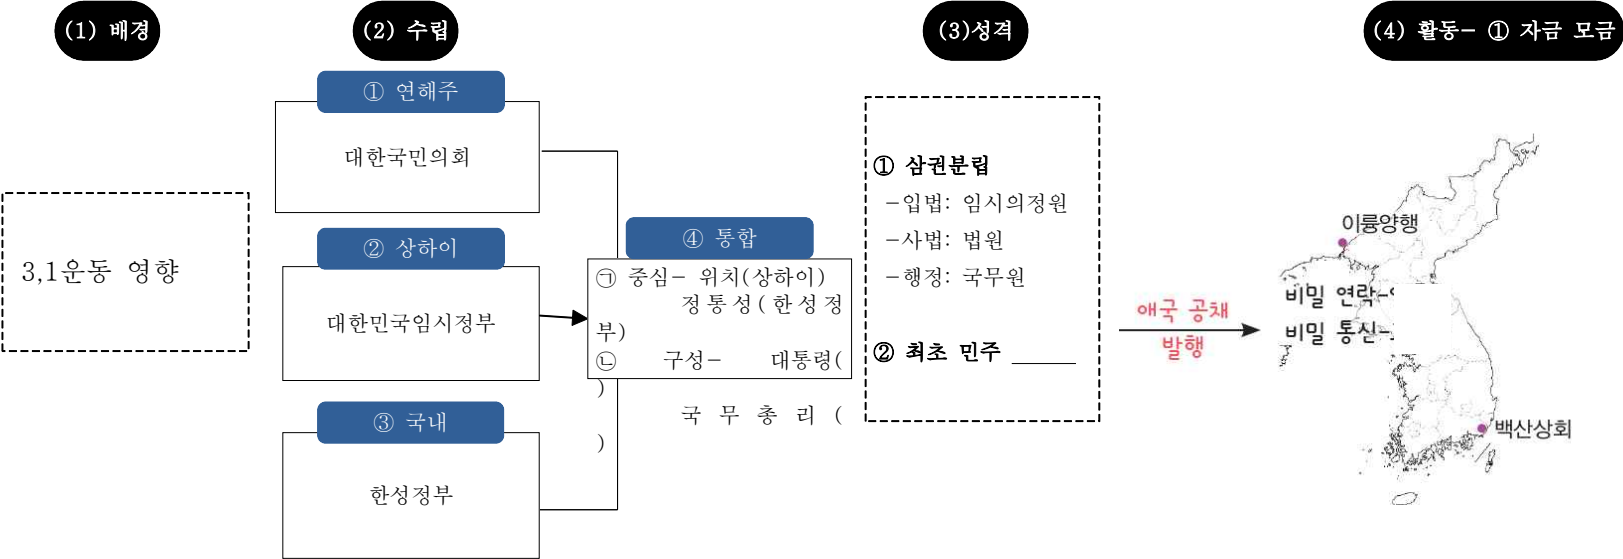 (1) 배경
(2) 수립
(3)성격
(4) 활동- ① 자금 모금
3,1운동 영향
① 연해주
대한국민의회
② 상하이
대한민국임시정부
③ 국내
한성정부
④ 통합
㉠ 중심- 위치(상하이)
정통성(한성정
부)
㉡ 구성- 대통령(
)
국무총리(
)
① 삼권분립
-입법: 임시의정원
-사법: 법원
-행정: 국무원
② 최초 민주 ______
애국 공채
발행
이륭양행
비밀 연락-
비밀 통신-
백산상회